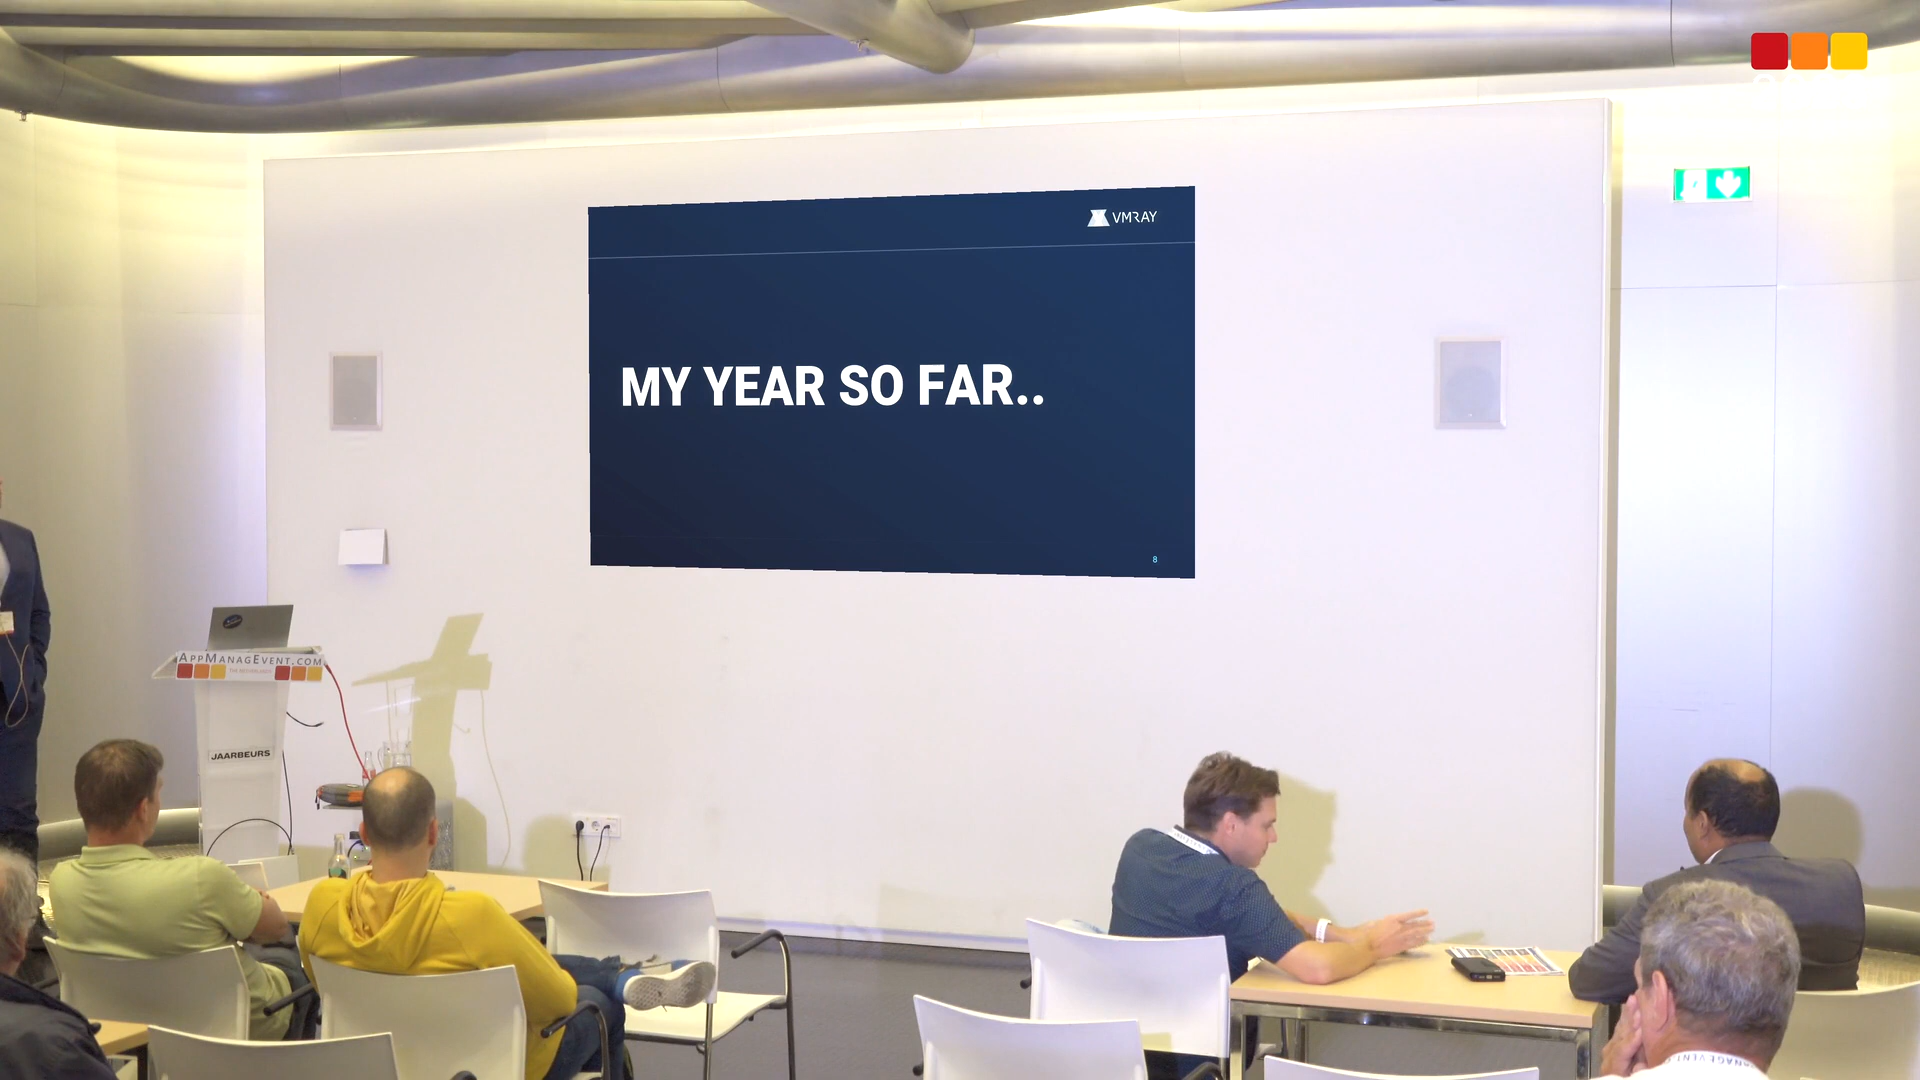 VMRAY
MY YEAR SO FAR..
8
APPMANAGEVENT.COM
JAARBEURS